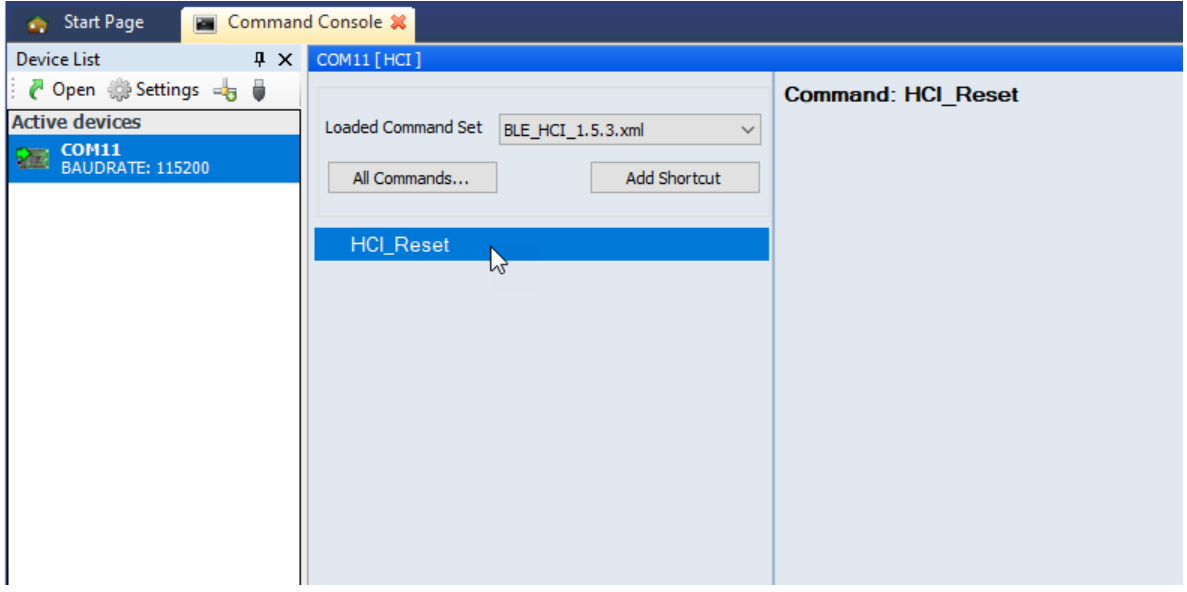 Start Page
Command Console
Device List
COM11 [ HCI ]
Open
Settings
Active devices
COM11
BAUDRATE: 115200
Loaded Command Set
BLE_HCI_1.5.3.xml
All Commands...
Add Shortcut
HCI_Reset
Command: HCI_Reset